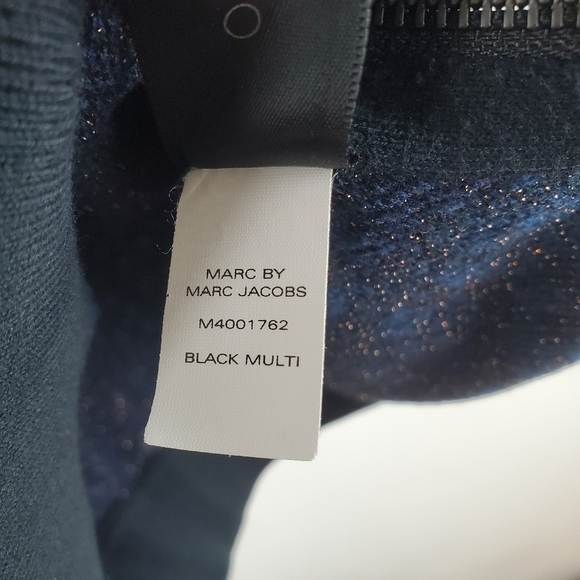 MARC BY
MARC JACOBS
M4001762
BLACK MULTI